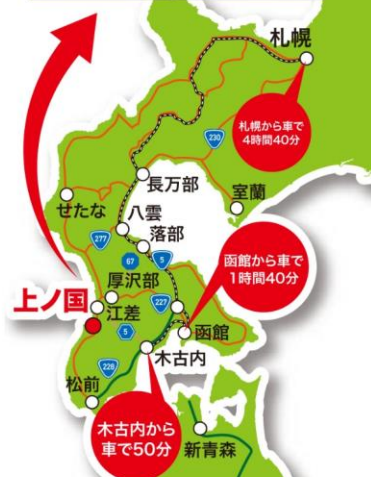 札幌
札幌から車で
4時間40分
230
長万部
室蘭
せたな
八雲
落部
277
5
67
函館から車で
1時間40分
厚沢部
上ノ国
江差
227
5
函館
木古内
228
松前
木古内から
車で50分
新青森